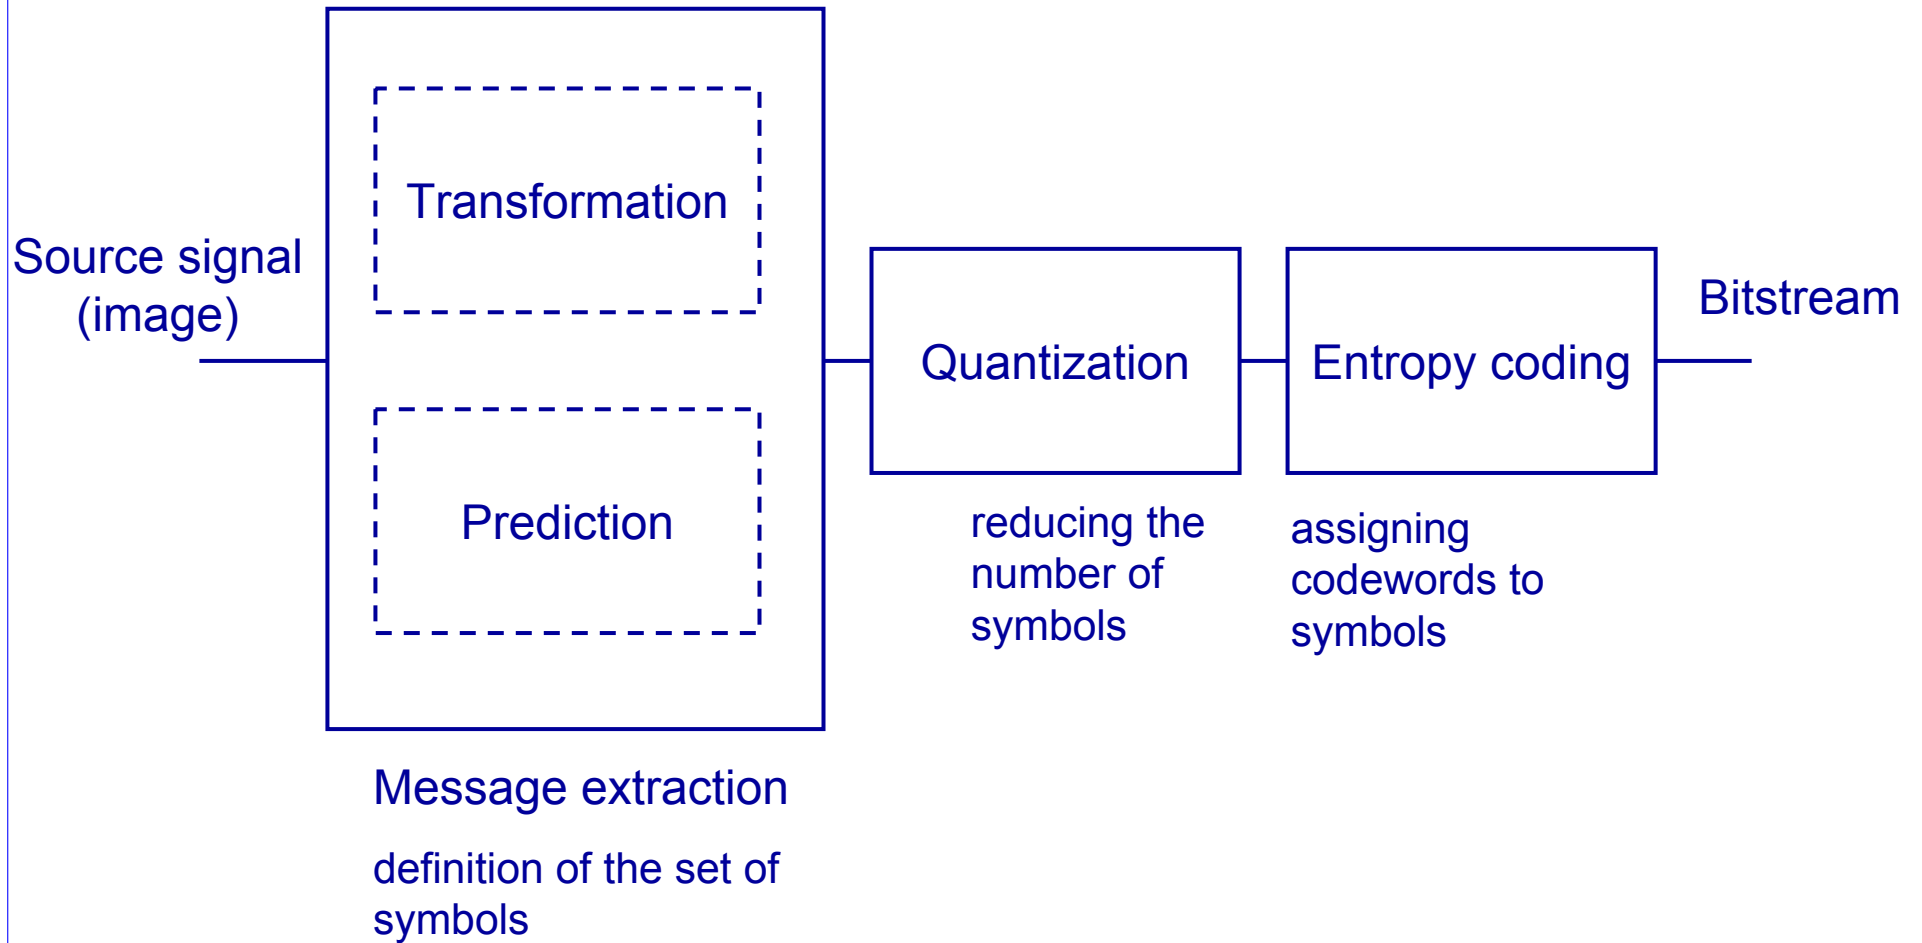 Source signal
(image)
Transformation
Prediction
Message extraction
definition of the set of
symbols
Quantization
reducing the
number of
symbols
Entropy coding
assigning
codewords to
symbols
Bitstream